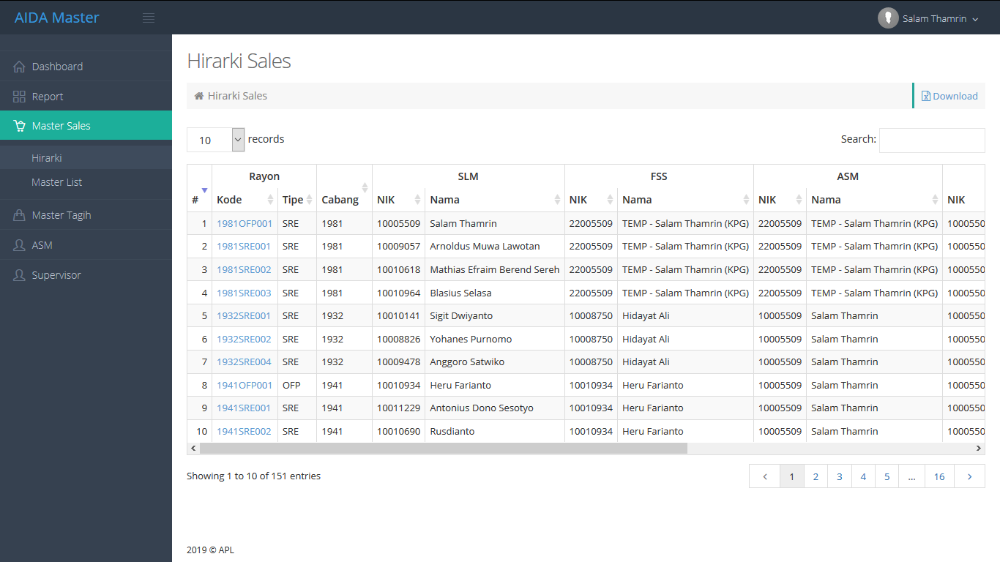 AIDA Master
Salam Thamrin
Dashboard
Report
Master Sales
Hirarki
Master List
Master Tagih
ASM
Supervisor
Hirarki Sales
Hirarki Sales Download
10 records Search:
Rayon SLM FSS ASM
# Kode Tipe Cabang NIK Nama NIK Nama NIK Nama NIK
1 1981OFP001 SRE 1981 10005509 Salam Thamrin 22005509 TEMP - Salam Thamrin (KPG) 22005509 TEMP - Salam Thamrin (KPG) 1000550
2 1981SRE001 SRE 1981 10009057 Arnoldus Muwa Lawotan 22005509 TEMP - Salam Thamrin (KPG) 22005509 TEMP - Salam Thamrin (KPG) 1000550
3 1981SRE002 SRE 1981 10010618 Mathias Efraim Berend Sereh 22005509 TEMP - Salam Thamrin (KPG) 22005509 TEMP - Salam Thamrin (KPG) 1000550
4 1981SRE003 SRE 1981 10010964 Blasius Selasa 22005509 TEMP - Salam Thamrin (KPG) 22005509 TEMP - Salam Thamrin (KPG) 1000550
5 1932SRE001 SRE 1932 10010141 Sigit Dwiyanto 10008750 Hidayat Ali 10005509 Salam Thamrin 1000550
6 1932SRE002 SRE 1932 10008826 Yohanes Purnomo 10008750 Hidayat Ali 10005509 Salam Thamrin 1000550
7 1932SRE004 SRE 1932 10009478 Anggoro Satwiko 10008750 Hidayat Ali 10005509 Salam Thamrin 1000550
8 1941OFP001 OFP 1941 10010934 Heru Farianto 10010934 Heru Farianto 10005509 Salam Thamrin 1000550
9 1941SRE001 SRE 1941 10011229 Antonius Dono Sesotyo 10010934 Heru Farianto 10005509 Salam Thamrin 1000550
10 1941SRE002 SRE 1941 10010690 Rusdianto 10010934 Heru Farianto 10005509 Salam Thamrin 1000550
Showing 1 to 10 of 151 entries 1 2 3 4 5 ... 16
2019 © APL